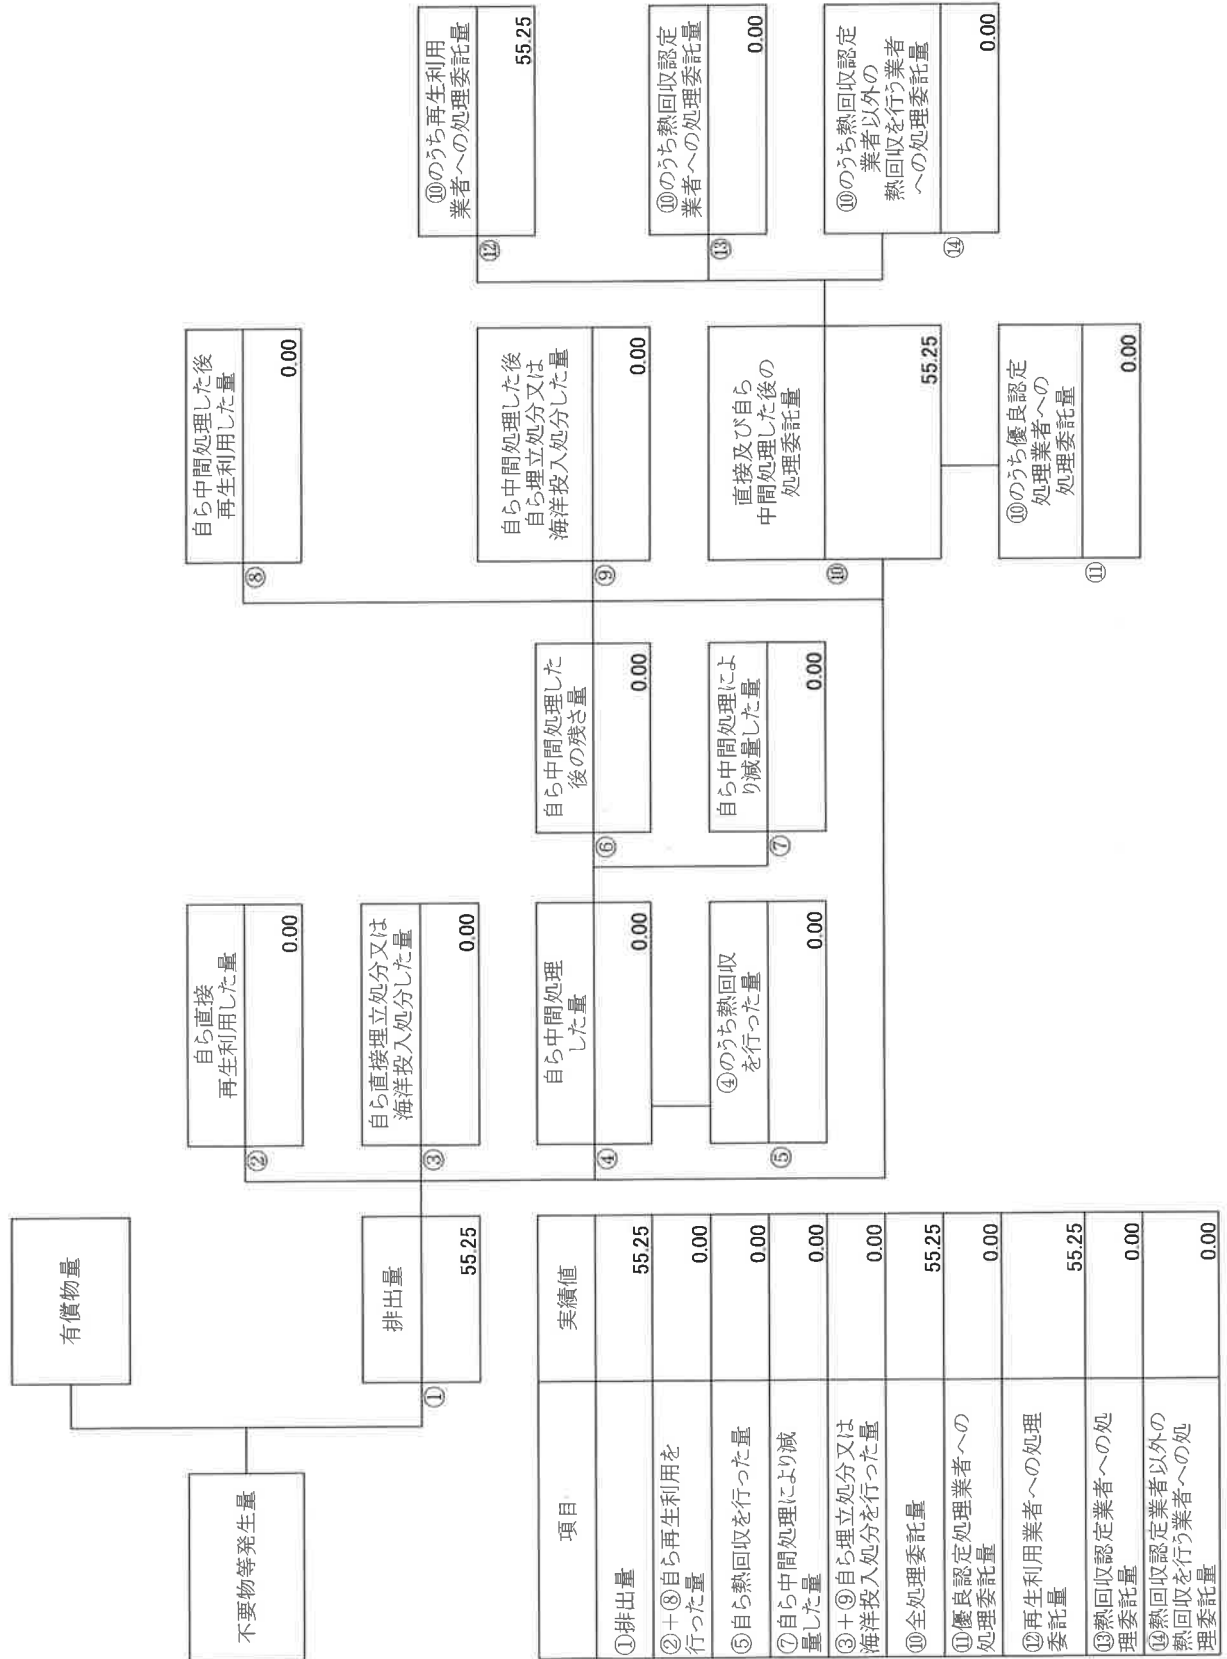 有償物量
不要物等発生量
排出量
①
55.25
自ら直接
再生利用した量
②
0.00
自ら直接埋立処分又は
海洋投入処分した量
③
0.00
自ら中間処理
した量
④
0.00
④のうち熱回収
を行った量
⑤
0.00
自ら中間処理した
後の残さ量
⑥
0.00
自ら中間処理によ
り減量した量
⑦
0.00
自ら中間処理した後
再生利用した量
⑧
0.00
自ら中間処理した後
自ら埋立処分又は
海洋投入処分した量
⑨
0.00
直接及び自ら
中間処理した後の
処理委託量
⑩
55.25
⑩のうち優良認定
処理業者への
処理委託量
⑪
0.00
⑩のうち再生利用
業者への処理委託量
⑫
55.25
⑩のうち熱回収認定
業者への処理委託量
⑬
0.00
⑩のうち熱回収認定
業者以外の
熱回収を行う業者
への処理委託量
⑭
0.00
項目 実績値
①排出量 55.25
②+⑧自ら再生利用を
行った量 0.00
⑤自ら熱回収を行った量 0.00
⑦自ら中間処理により減
量した量 0.00
③+⑨自ら埋立処分又は
海洋投入処分を行った量 0.00
⑩全処理委託量 55.25
⑪優良認定処理業者への
処理委託量 0.00
⑫再生利用業者への処理
委託量 55.25
⑬熱回収認定業者への処
理委託量 0.00
⑭熱回収認定業者以外の
熱回収を行う業者への処
理委託量 0.00